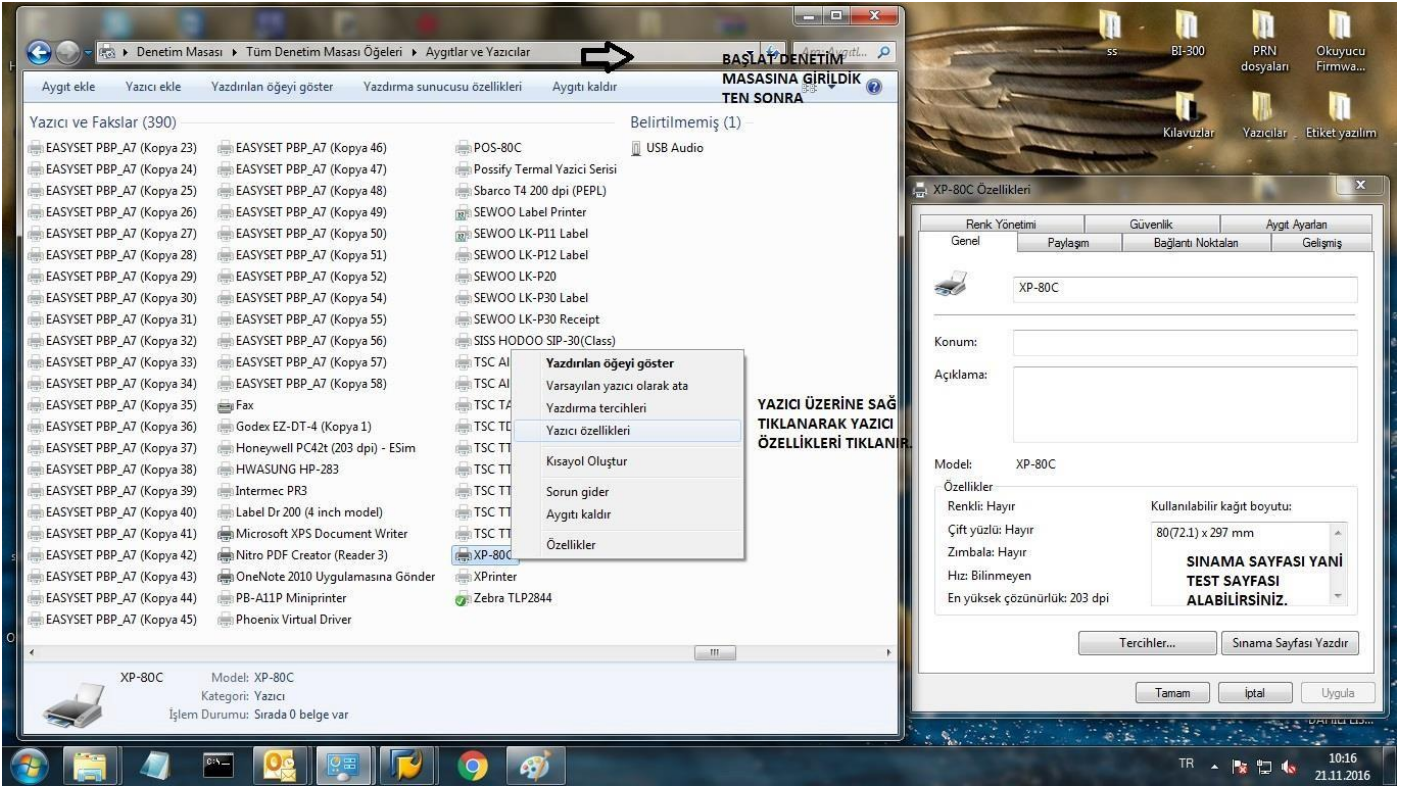 Denetim Masası ▸ Tüm Denetim Masası Öğeleri ▸ Aygıtlar ve Yazıcılar
BAŞLAT DENETİM
MASASINA GİRİLDİK
TEN SONRA
Aygıt ekle Yazıcı ekle Yazdırılan öğeyi göster Yazdırma sunucusu özellikleri Aygıtı kaldır
Yazıcı ve Fakslar (390)
EASYSET PBP_A7 (Kopya 23)
EASYSET PBP_A7 (Kopya 24)
EASYSET PBP_A7 (Kopya 25)
EASYSET PBP_A7 (Kopya 26)
EASYSET PBP_A7 (Kopya 27)
EASYSET PBP_A7 (Kopya 28)
EASYSET PBP_A7 (Kopya 29)
EASYSET PBP_A7 (Kopya 30)
EASYSET PBP_A7 (Kopya 31)
EASYSET PBP_A7 (Kopya 32)
EASYSET PBP_A7 (Kopya 33)
EASYSET PBP_A7 (Kopya 34)
EASYSET PBP_A7 (Kopya 35)
EASYSET PBP_A7 (Kopya 36)
EASYSET PBP_A7 (Kopya 37)
EASYSET PBP_A7 (Kopya 38)
EASYSET PBP_A7 (Kopya 39)
EASYSET PBP_A7 (Kopya 40)
EASYSET PBP_A7 (Kopya 41)
EASYSET PBP_A7 (Kopya 42)
EASYSET PBP_A7 (Kopya 43)
EASYSET PBP_A7 (Kopya 44)
EASYSET PBP_A7 (Kopya 45)
EASYSET PBP_A7 (Kopya 46)
EASYSET PBP_A7 (Kopya 47)
EASYSET PBP_A7 (Kopya 48)
EASYSET PBP_A7 (Kopya 49)
EASYSET PBP_A7 (Kopya 50)
EASYSET PBP_A7 (Kopya 51)
EASYSET PBP_A7 (Kopya 52)
EASYSET PBP_A7 (Kopya 54)
EASYSET PBP_A7 (Kopya 55)
EASYSET PBP_A7 (Kopya 56)
EASYSET PBP_A7 (Kopya 57)
EASYSET PBP_A7 (Kopya 58)
Fax
Godex EZ-DT-4 (Kopya 1)
Honeywell PC42t (203 dpi) - ESim
HWASUNG HP-283
Intermec PR3
Label Dr 200 (4 inch model)
Microsoft XPS Document Writer
Nitro PDF Creator (Reader 3)
OneNote 2010 Uygulamasına Gönder
PB-A11P Miniprinter
Phoenix Virtual Driver
POS-80C
Possify Termal Yazici Serisi
Sbarco T4 200 dpi (PEPL)
SEWOO Label Printer
SEWOO LK-P11 Label
SEWOO LK-P12 Label
SEWOO LK-P20
SEWOO LK-P30 Label
SEWOO LK-P30 Receipt
SISS HODOO SIP-30(Class)
TSC
TSC
TSC
TSC
TSC
TSC
TSC
TSC
TSC
XP-80C
XPrinter
Zebra TLP2844
Belirtilmemiş (1)
USB Audio
Yazdırılan öğeyi göster
Varsayılan yazıcı olarak ata
Yazdırma tercihleri
Yazıcı özellikleri
Kısayol Oluştur
Sorun gider
Aygıtı kaldır
Özellikler
YAZICI ÜZERİNE SAĞ
TIKLANARAK YAZICI
ÖZELLİKLERİ TIKLANIR.
XP-80C Model: XP-80C
Kategori: Yazıcı
İşlem Durumu: Sırada 0 belge var
ss
BI-300
PRN
dosyaları
Okuyucu
Firmwa...
Kılavuzlar
Yazıcılar
Etiket yazılım
XP-80C Özellikleri
Renk Yönetimi Güvenlik Aygıt Ayarları
Genel Paylaşım Bağlantı Noktaları Gelişmiş
XP-80C
Konum:
Açıklama:
Model: XP-80C
Özellikler
Renkli: Hayır
Çift yüzlü: Hayır
Zımbala: Hayır
Hız: Bilinmeyen
En yüksek çözünürlük: 203 dpi
Kullanılabilir kağıt boyutu:
80(72.1) x 297 mm
SINAMA SAYFASI YANİ
TEST SAYFASI
ALABİLİRSİNİZ.
Tercihler... Sınama Sayfası Yazdır
Tamam İptal Uygula
TR
10:16
21.11.2016